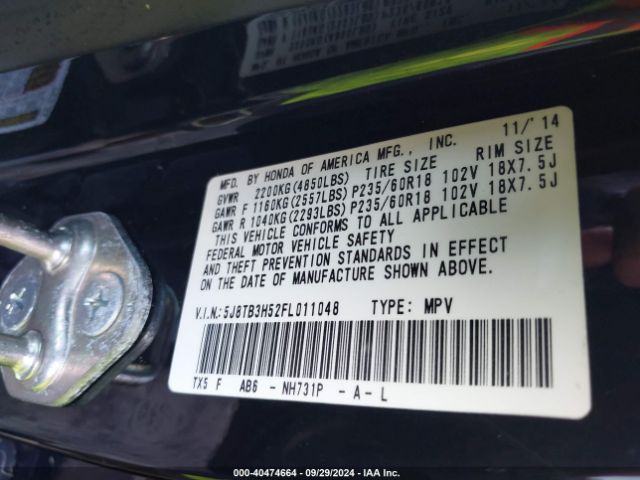 MFD. BY HONDA OF AMERICA MFG., INC. 11/'14
GVWR 2200KG(4850LBS) TIRE SIZE RIM SIZE
GAWR F 1160KG(2557LBS)P235/60R18 102V 18X7.5J
GAWR R 1040KG(2293LBS)P235/60R18 102V 18X7.5J
THIS VEHICLE CONFORMS TO ALL APPLICABLE
FEDERAL MOTOR VEHICLE SAFETY
AND THEFT PREVENTION STANDARDS IN EFFECT
ON THE DATE OF MANUFACTURE SHOWN ABOVE.
V.I.N.:5J8TB3H52FL011048 TYPE: MPV
TX5 F AB6 - NH731P - A - L
000-40474664 / 09/29/2024 - IAA Inc.